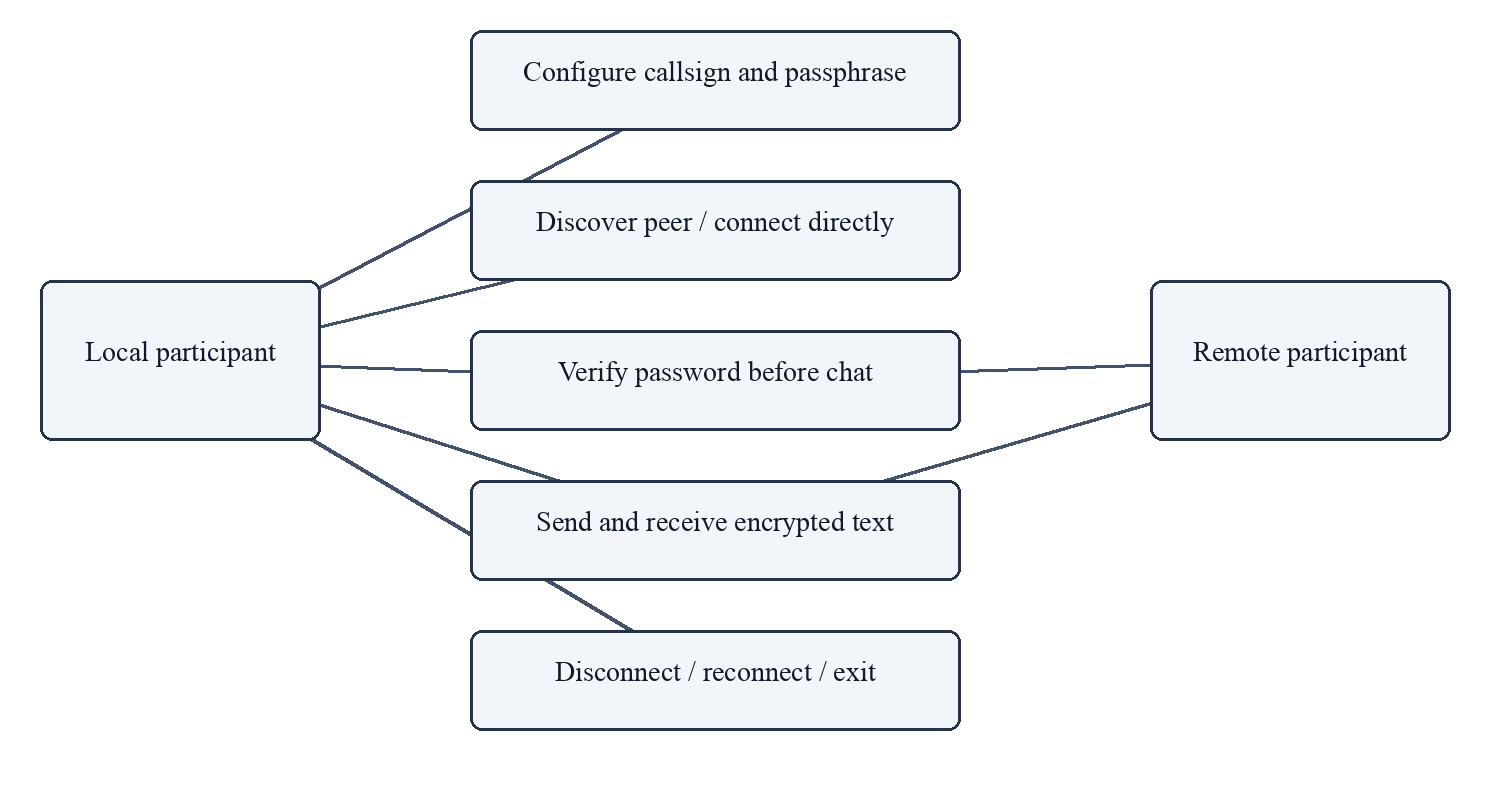 Configure callsign and passphrase
Discover peer / connect directly
Local participant
Verify password before chat
Remote participant
Send and receive encrypted text
Disconnect / reconnect / exit